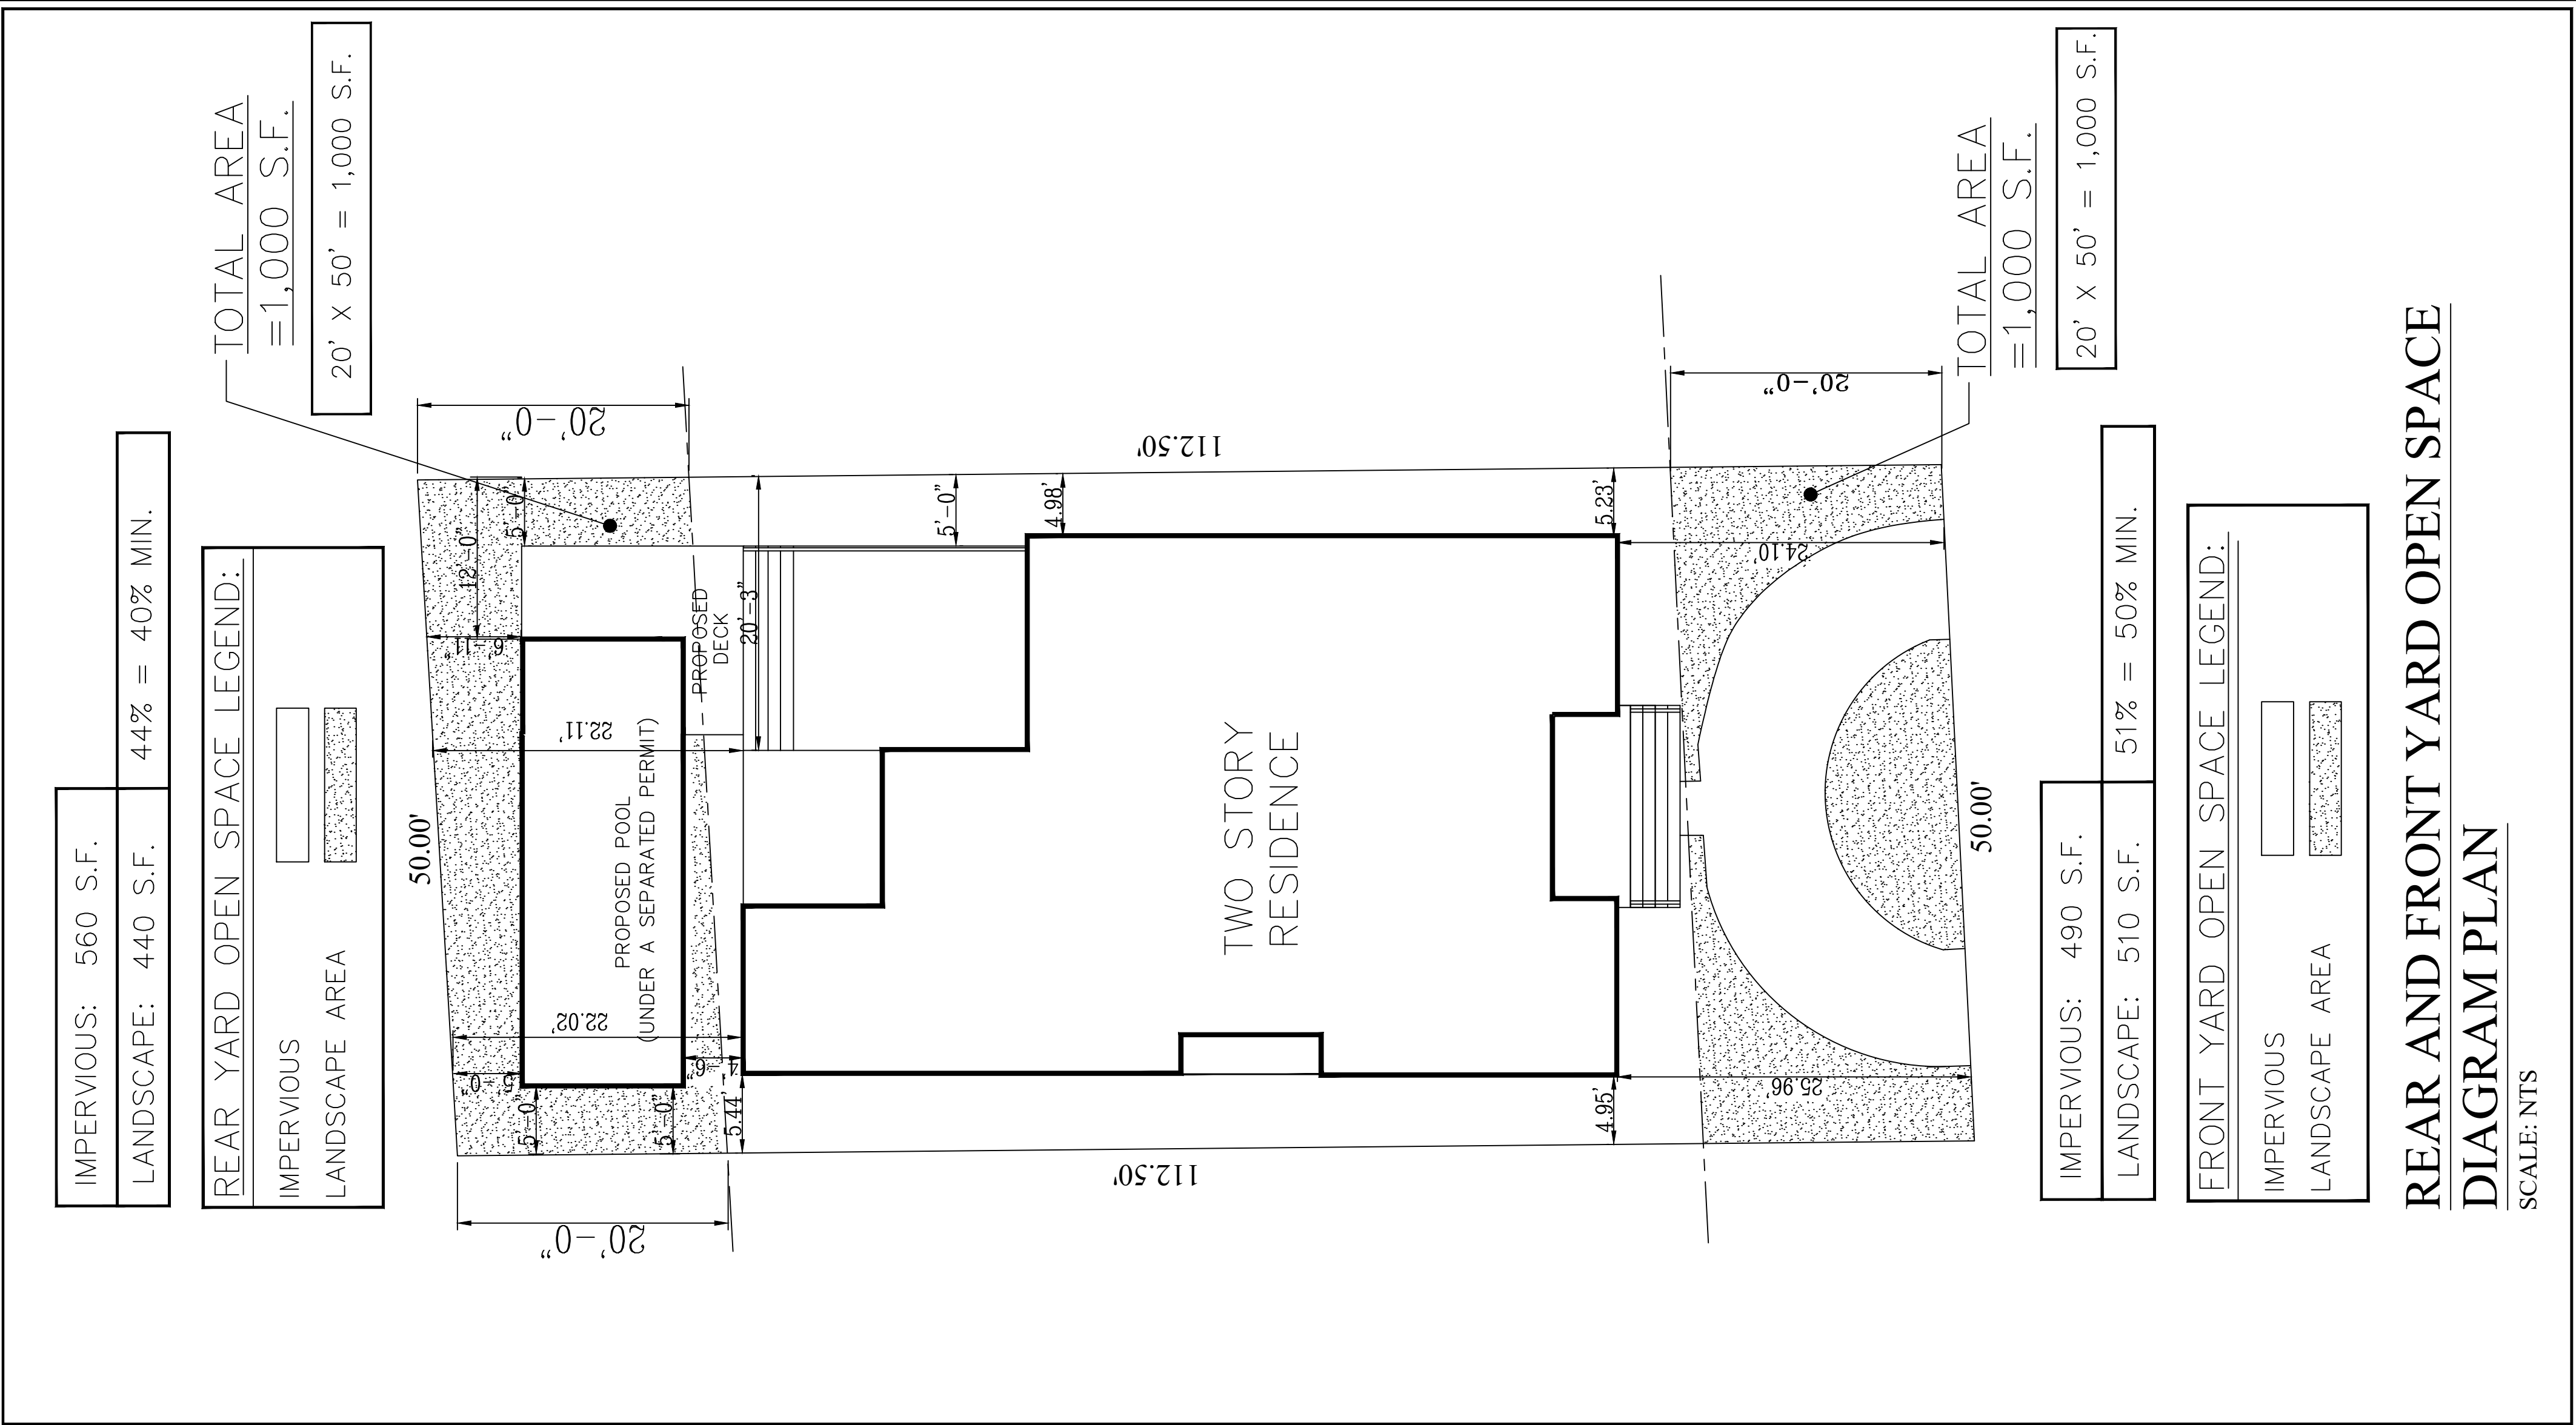 TOTAL AREA
=1,000 S.F.
20' X 50' = 1,000 S.F.
IMPERVIOUS: 560 S.F.
LANDSCAPE: 440 S.F.
44% = 40% MIN.
REAR YARD OPEN SPACE LEGEND:
IMPERVIOUS
LANDSCAPE AREA
50.00'
20'-0"
20'-0"
12'-0"
5'-0"
6'-11"
22.11'
22.02'
5'-0"
5'-0"
5'-0"
4'-6"
5.44'
PROPOSED POOL
(UNDER A SEPARATED PERMIT)
PROPOSED
DECK
20'-3"
5'-0"
4.98'
112.50'
112.50'
TWO STORY
RESIDENCE
5.23'
4.95'
24.10'
25.96'
20'-0"
50.00'
TOTAL AREA
=1,000 S.F.
20' X 50' = 1,000 S.F.
IMPERVIOUS: 490 S.F.
LANDSCAPE: 510 S.F.
51% = 50% MIN.
FRONT YARD OPEN SPACE LEGEND:
IMPERVIOUS
LANDSCAPE AREA
REAR AND FRONT YARD OPEN SPACE
DIAGRAM PLAN
SCALE: NTS